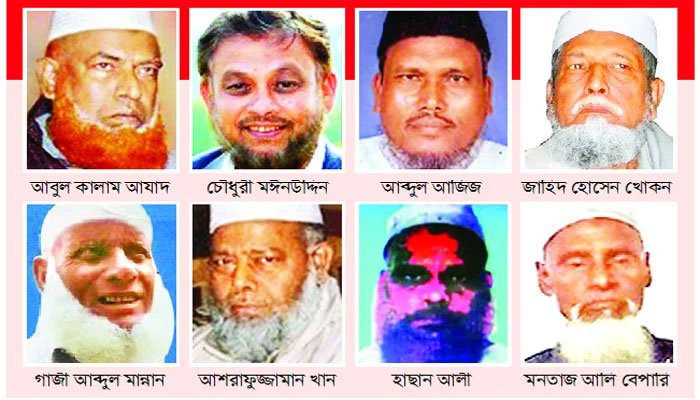 আবুল কালাম আযাদ
চৌধুরী মঈনউদ্দিন
আব্দুল আজিজ
জাহিদ হোসেন খোকন
গাজী আব্দুল মান্নান
আশরাফুজ্জামান খান
হাছান আলী
মনতাজ আলি বেপারি